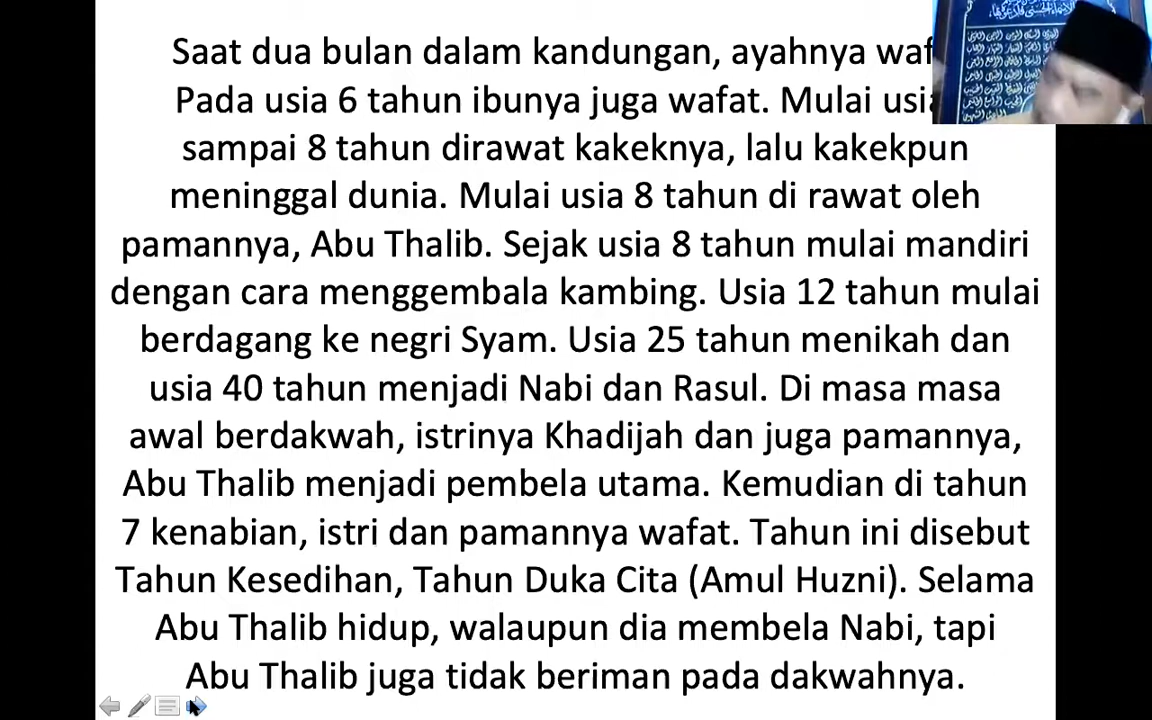 Saat dua bulan dalam kandungan, ayahnya
Pada usia 6 tahun ibunya juga wafat. Mulai
sampai 8 tahun dirawat kakeknya, lalu kakekpun
meninggal dunia. Mulai usia 8 tahun di rawat oleh
pamannya, Abu Thalib. Sejak usia 8 tahun mulai mandiri
dengan cara menggembala kambing. Usia 12 tahun mulai
berdagang ke negri Syam. Usia 25 tahun menikah dan
usia 40 tahun menjadi Nabi dan Rasul. Di masa masa
awal berdakwah, istrinya Khadijah dan juga pamannya,
Abu Thalib menjadi pembela utama. Kemudian di tahun
7 kenabian, istri dan pamannya wafat. Tahun ini disebut
Tahun Kesedihan, Tahun Duka Cita (Amul Huzni). Selama
Abu Thalib hidup, walaupun dia membela Nabi, tapi
Abu Thalib juga tidak beriman pada dakwahnya.